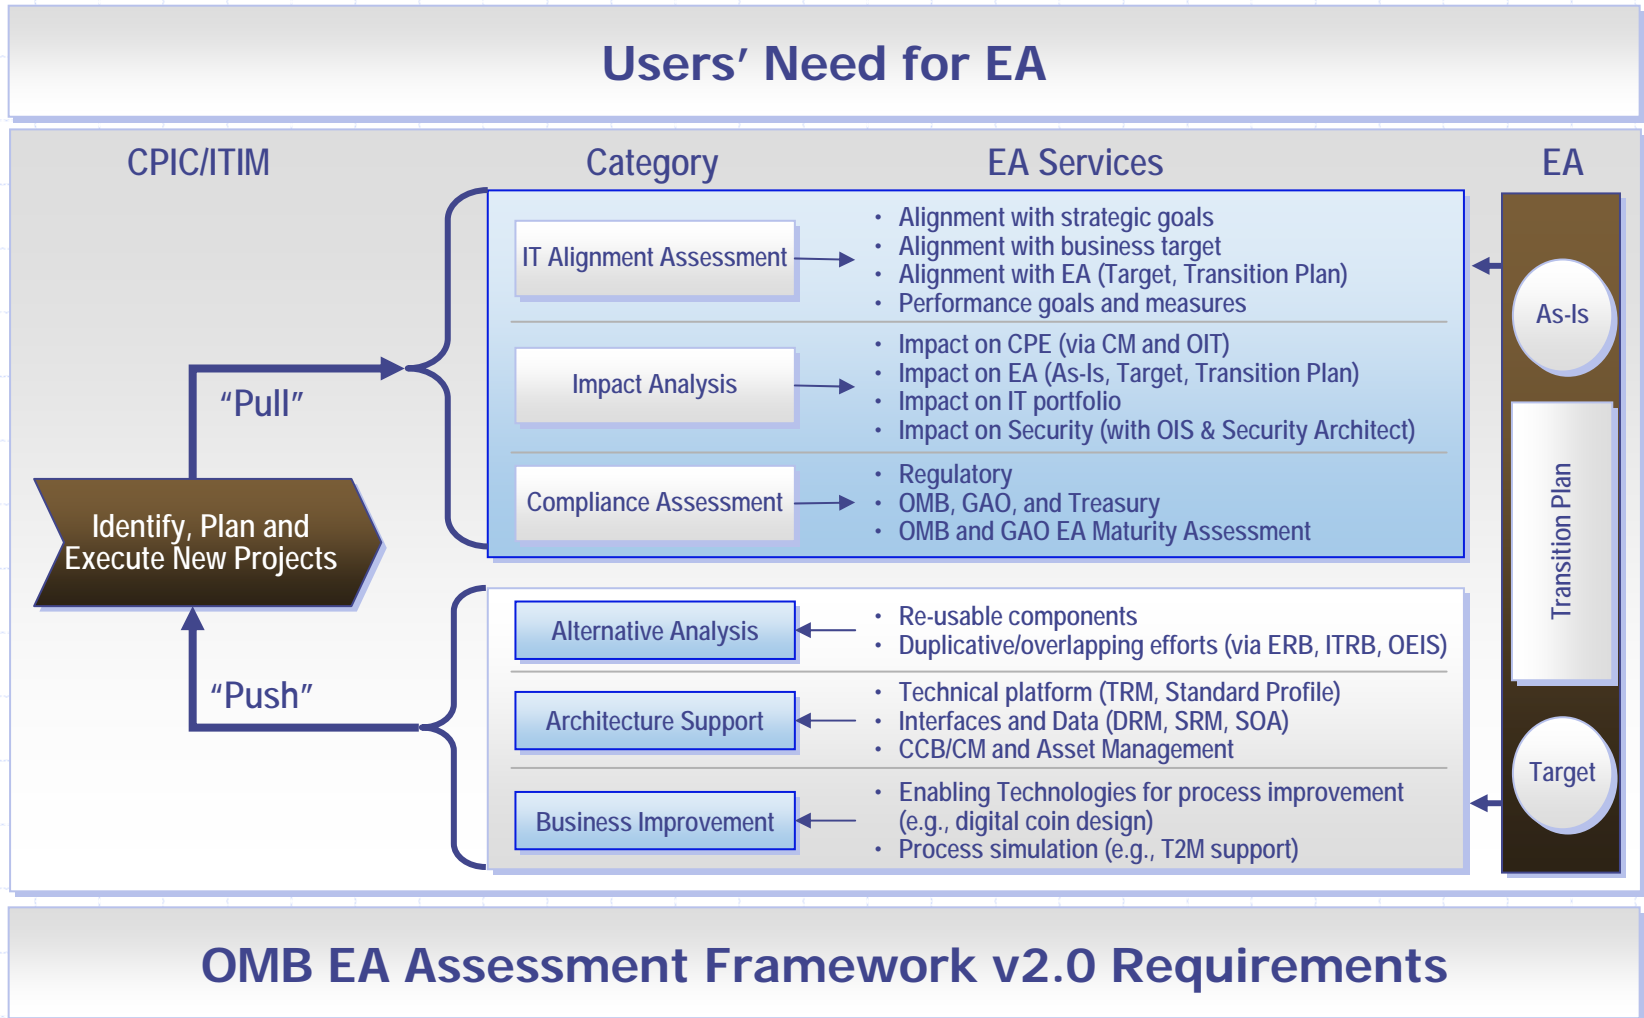 Users’ Need for EA
CPIC/ITIM
Category
EA Services
EA
IT Alignment Assessment
• Alignment with strategic goals
• Alignment with business target
• Alignment with EA (Target, Transition Plan)
• Performance goals and measures
As-Is
Impact Analysis
• Impact on CPE (via CM and OIT)
• Impact on EA (As-Is, Target, Transition Plan)
• Impact on IT portfolio
• Impact on Security (with OIS & Security Architect)
“Pull”
Compliance Assessment
• Regulatory
• OMB, GAO, and Treasury
• OMB and GAO EA Maturity Assessment
Identify, Plan and
Execute New Projects
Transition Plan
Alternative Analysis
• Re-usable components
• Duplicative/overlapping efforts (via ERB, ITRB, OEIS)
“Push”
Architecture Support
• Technical platform (TRM, Standard Profile)
• Interfaces and Data (DRM, SRM, SOA)
• CCB/CM and Asset Management
Target
Business Improvement
• Enabling Technologies for process improvement
(e.g., digital coin design)
• Process simulation (e.g., T2M support)
OMB EA Assessment Framework v2.0 Requirements